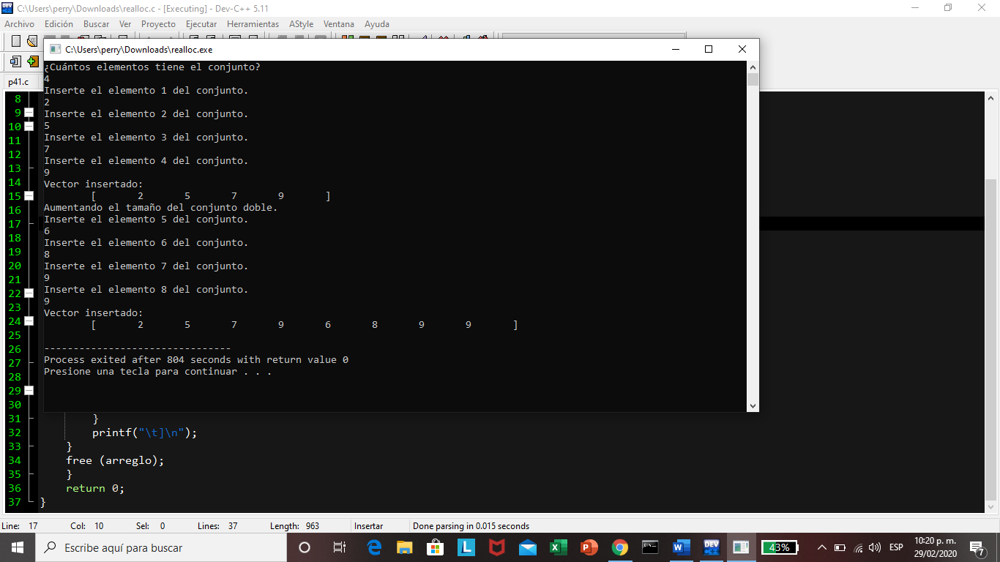 C:\Users\perry\Downloads\realloc.c - [Executing] - Dev-C++ 5.11
Archivo Edición Buscar Ver Proyecto Ejecutar Herramientas AStyle Ventana Ayuda
C:\Users\perry\Downloads\realloc.exe
p41.c
¿Cuántos elementos tiene el conjunto?
4
Inserte el elemento 1 del conjunto.
2
Inserte el elemento 2 del conjunto.
5
Inserte el elemento 3 del conjunto.
7
Inserte el elemento 4 del conjunto.
9
Vector insertado:
[ 2 5 7 9 ]
Aumentando el tamaño del conjunto doble.
Inserte el elemento 5 del conjunto.
6
Inserte el elemento 6 del conjunto.
8
Inserte el elemento 7 del conjunto.
9
Inserte el elemento 8 del conjunto.
9
Vector insertado:
[ 2 5 7 9 6 8 9 9 ]
--------------------------------
Process exited after 804 seconds with return value 0
Presione una tecla para continuar . . .
8
9
10
11
12
13
14
15
16
17
18
19
20
21
22
23
24
25
26
27
28
29
30
31 }
32 printf("\t]\n");
33 }
34 free (arreglo);
35 }
36 return 0;
37 }
Line: 17 Col: 10 Sel: 0 Lines: 37 Length: 963 Insertar Done parsing in 0.015 seconds
Escribe aquí para buscar
43%
ESP
10:20 p. m.
29/02/2020
7